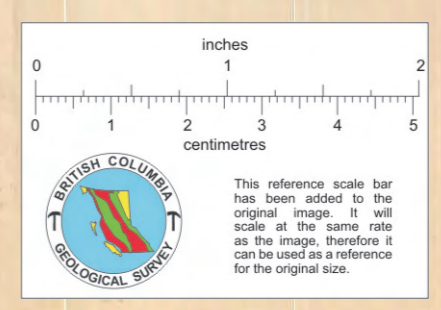 inches
0 1 2
0 1 2 3 4 5
centimetres
BRITISH COLUMBIA
GEOLOGICAL SURVEY
This reference scale bar
has been added to the
original image. It will
scale at the same rate
as the image, therefore it
can be used as a reference
for the original size.